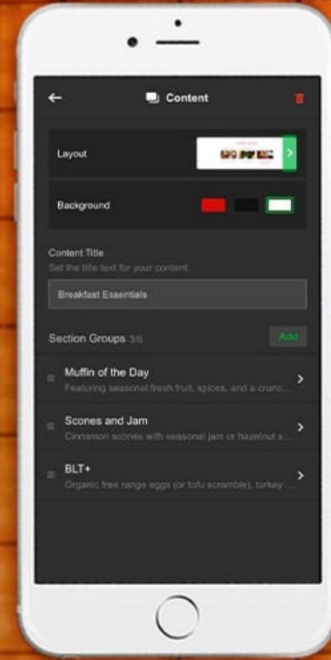 Content
Layout
Background
Content Title
Set the title text for your content.
Breakfast Essentials
Section Groups 3/6
Add
Muffin of the Day
Featuring seasonal fresh fruit, spices, and a crunc...
Scones and Jam
Cinnamon scones with seasonal jam or hazelnut s...
BLT+
Organic free range eggs (or tofu scramble), turkey ...